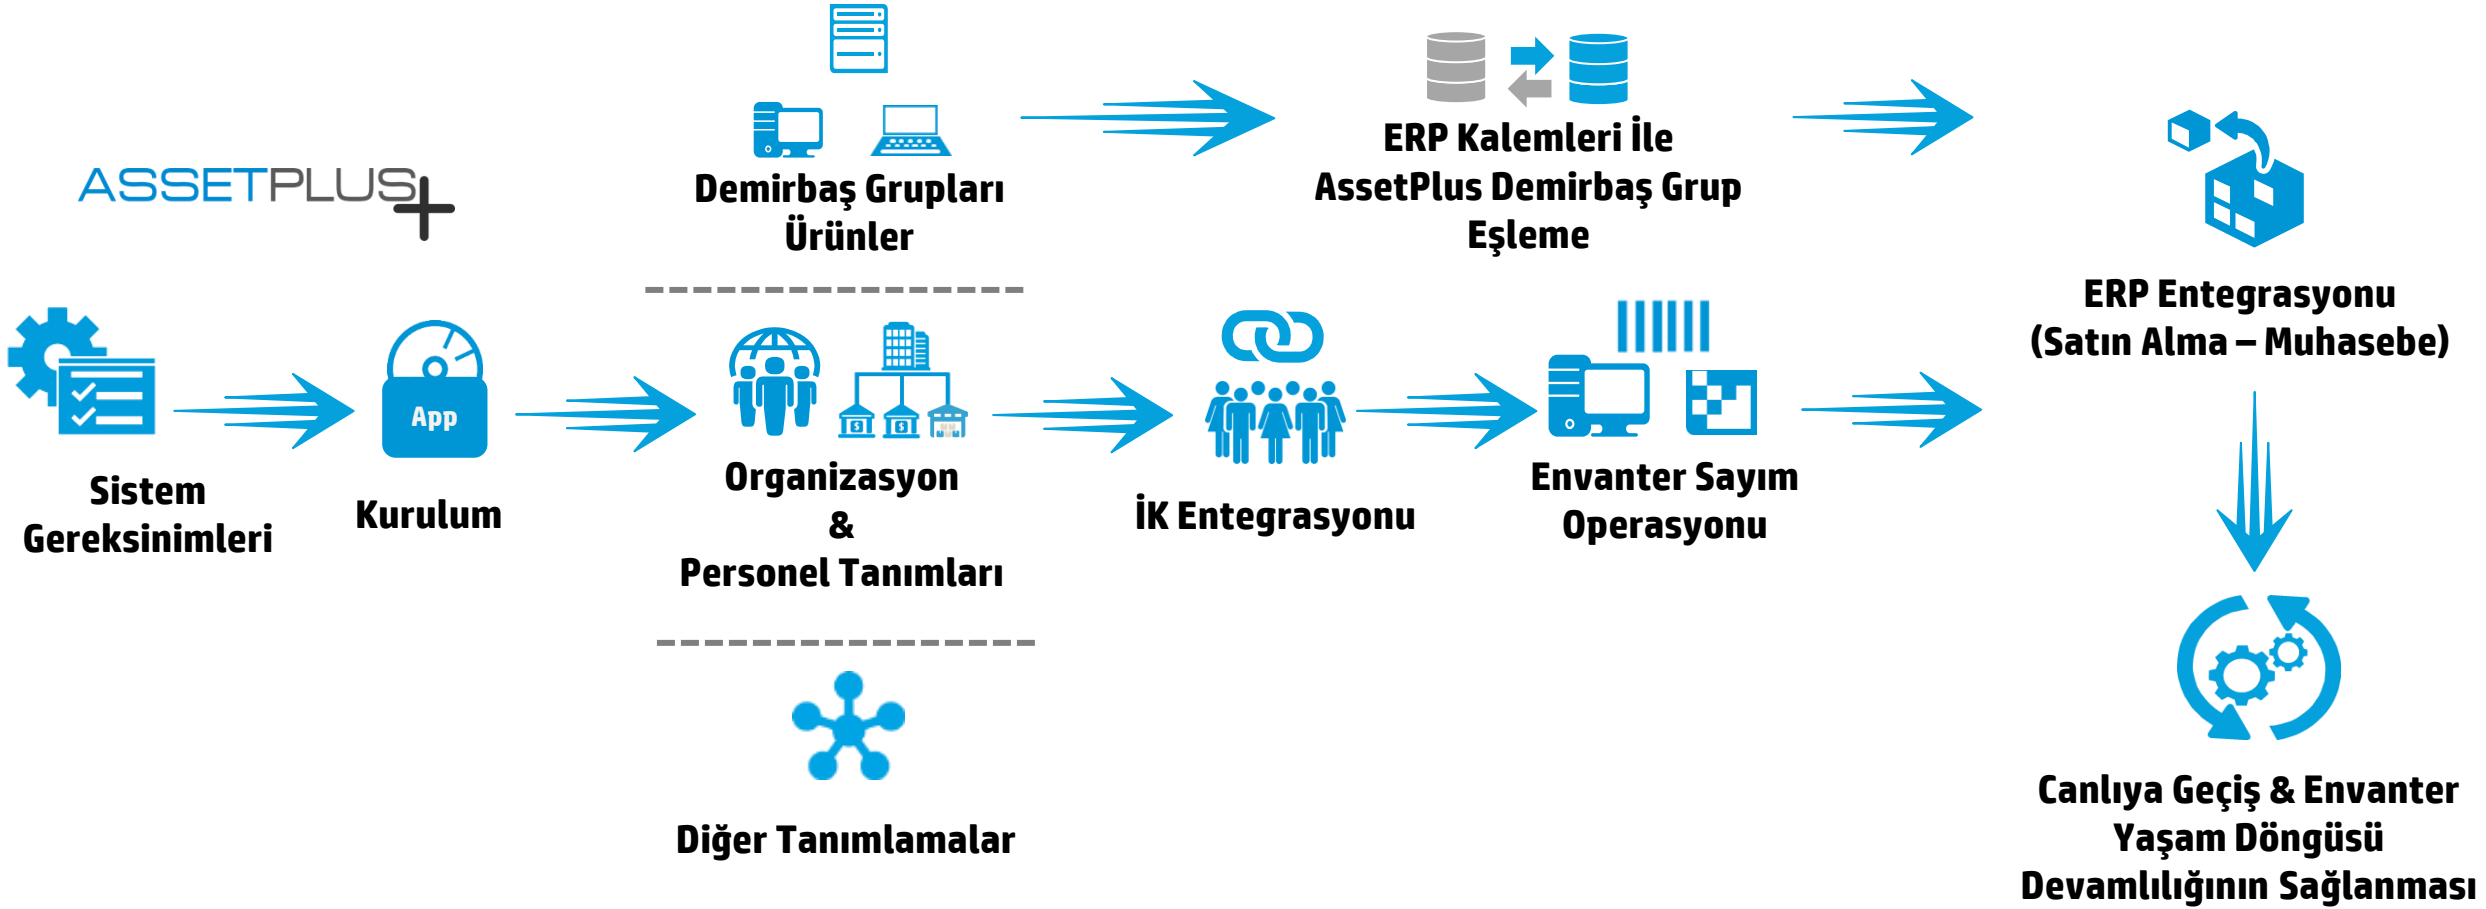 ASSETPLUS
Demirbaş Grupları
Ürünler
ERP Kalemleri İle
AssetPlus Demirbaş Grup
Eşleme
ERP Entegrasyonu
(Satın Alma – Muhasebe)
Sistem
Gereksinimleri
App
Kurulum
Organizasyon
&
Personel Tanımları
İK Entegrasyonu
Envanter Sayım
Operasyonu
Diğer Tanımlamalar
Canlıya Geçiş & Envanter
Yaşam Döngüsü
Devamlılığının Sağlanması